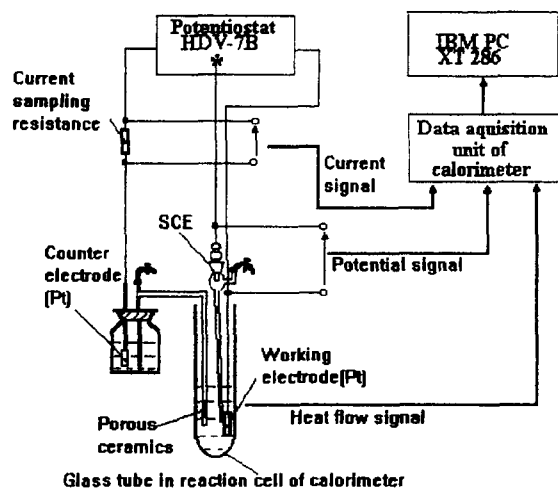 Potentiostat
HDV-7B
*
IBM PC
XT 286
Current
sampling
resistance
Data aquisition
unit of
calorimeter
Current
signal
SCE
Counter
electrode
(Pt)
Potential signal
Working
electrode(Pt)
Porous
ceramics
Heat flow signal
Glass tube in reaction cell of calorimeter